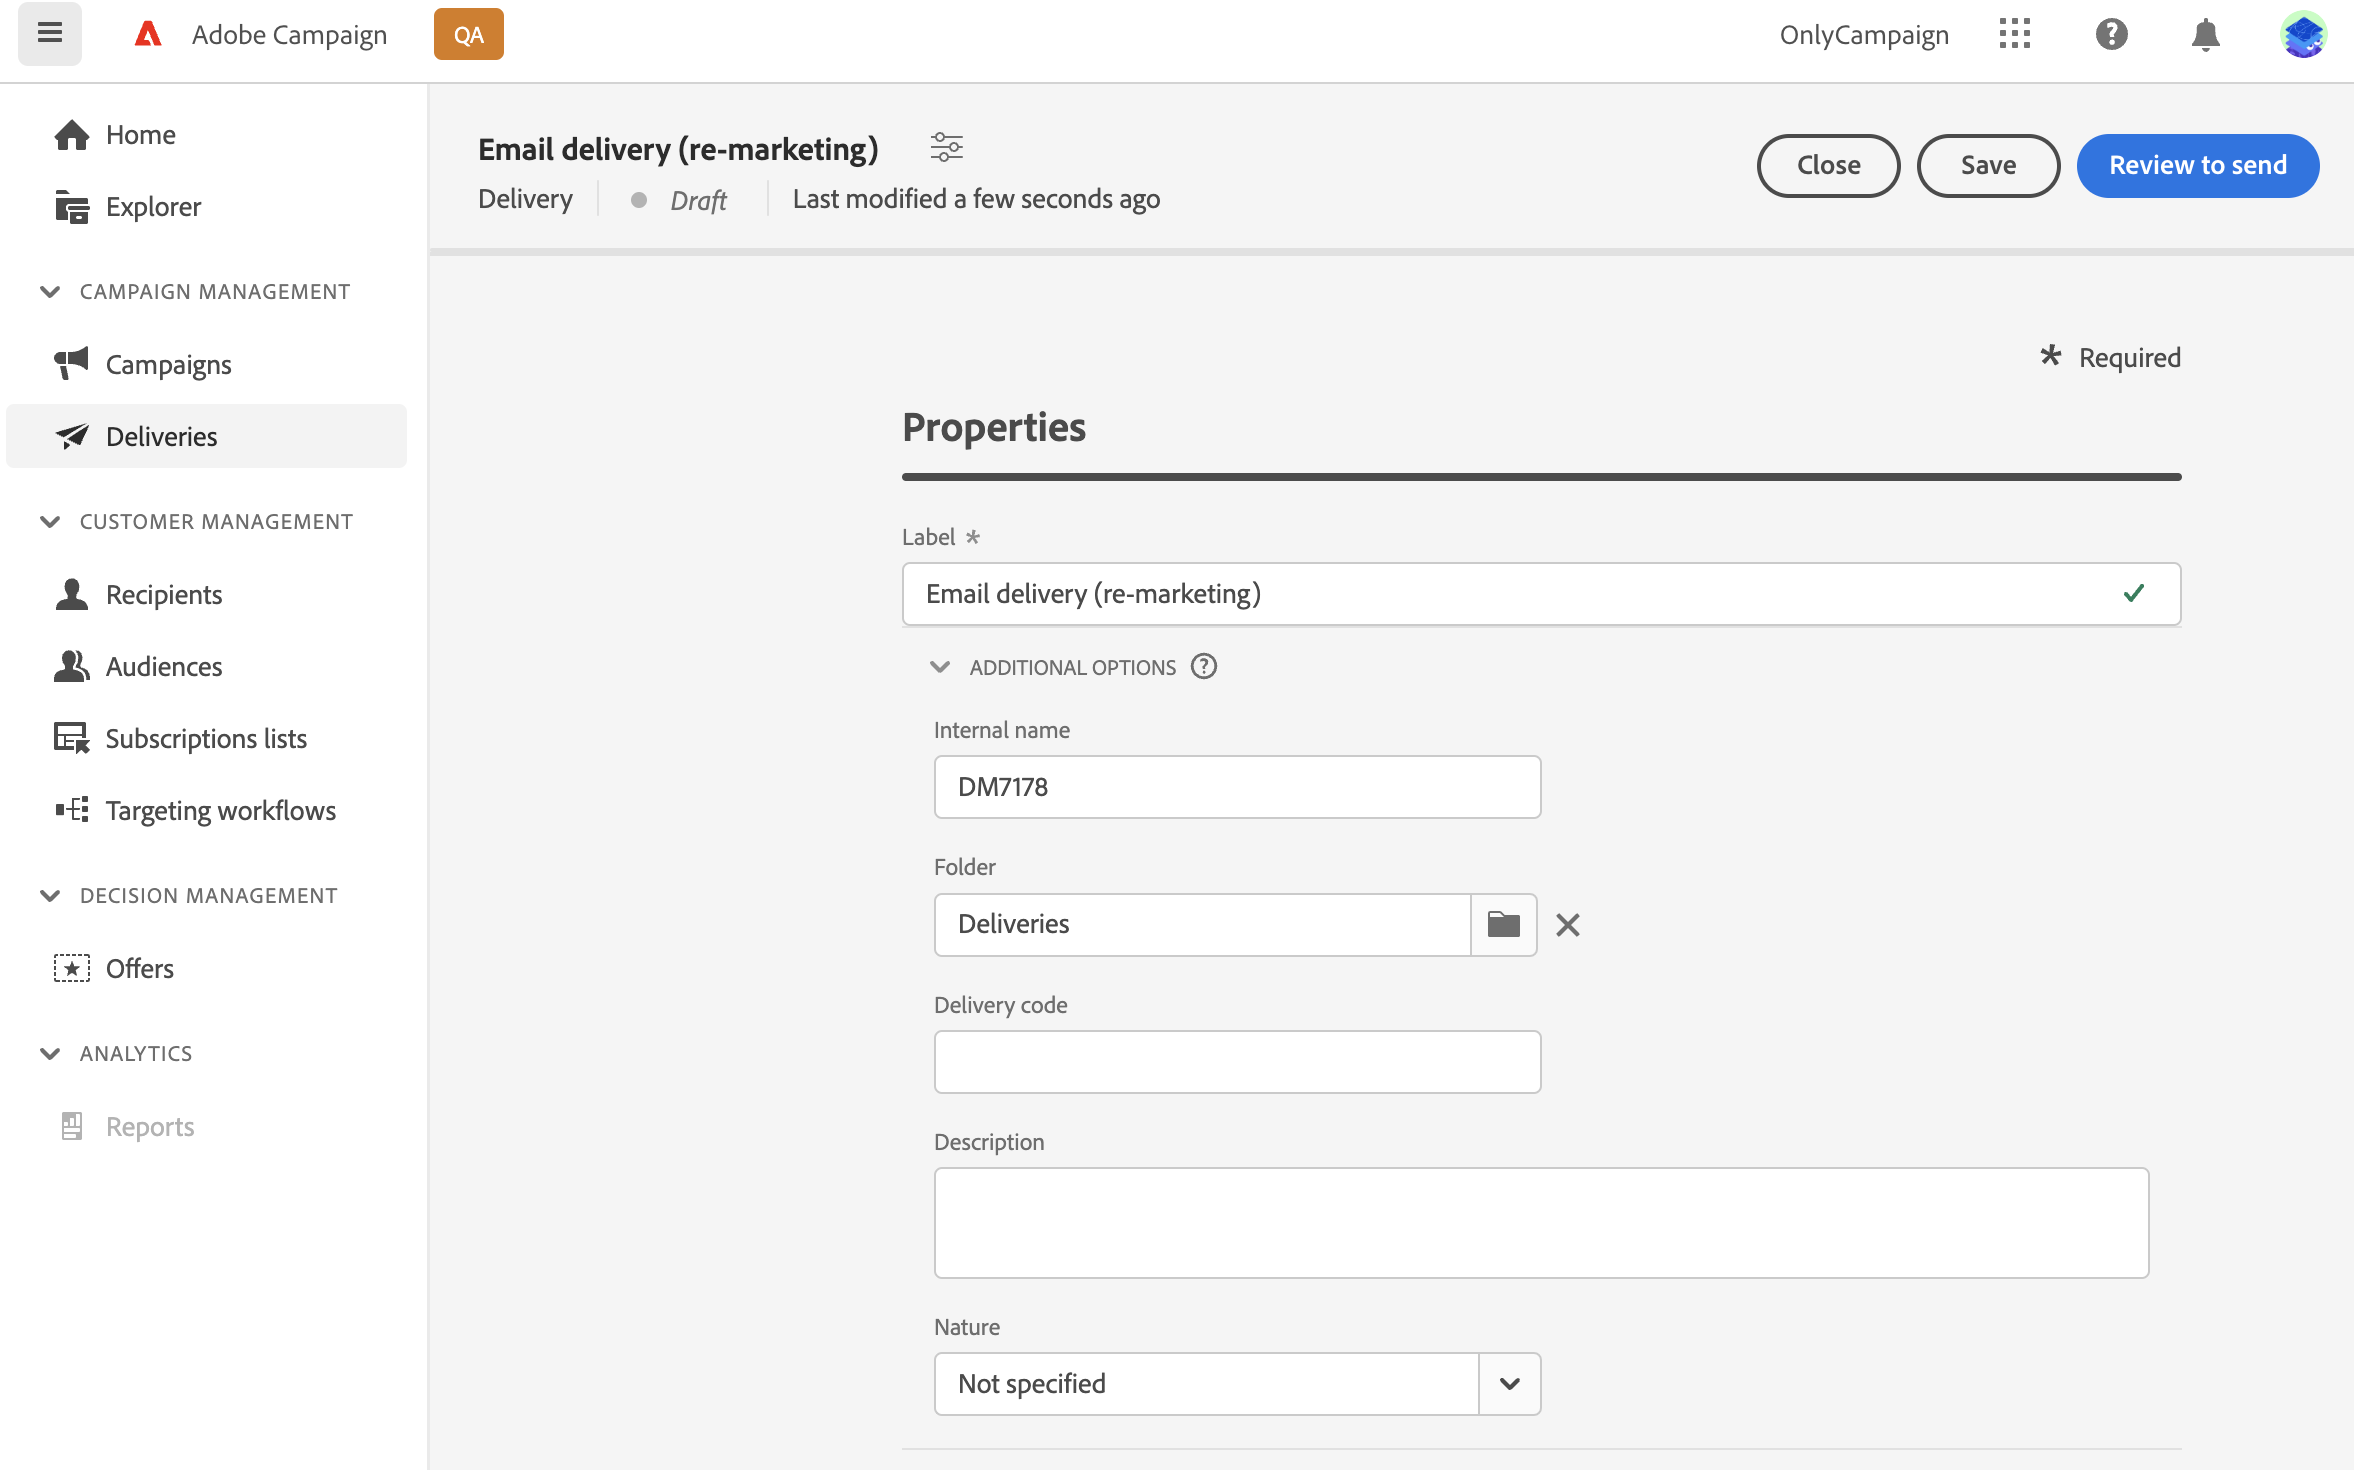 Adobe Campaign
QA
OnlyCampaign
Home
Explorer
CAMPAIGN MANAGEMENT
Campaigns
Deliveries
CUSTOMER MANAGEMENT
Recipients
Audiences
Subscriptions lists
Targeting workflows
DECISION MANAGEMENT
Offers
ANALYTICS
Reports
Email delivery (re-marketing)
Delivery
Draft
Last modified a few seconds ago
Close
Save
Review to send
* Required
Properties
Label *
Email delivery (re-marketing)
ADDITIONAL OPTIONS
Internal name
DM7178
Folder
Deliveries
Delivery code
Description
Nature
Not specified